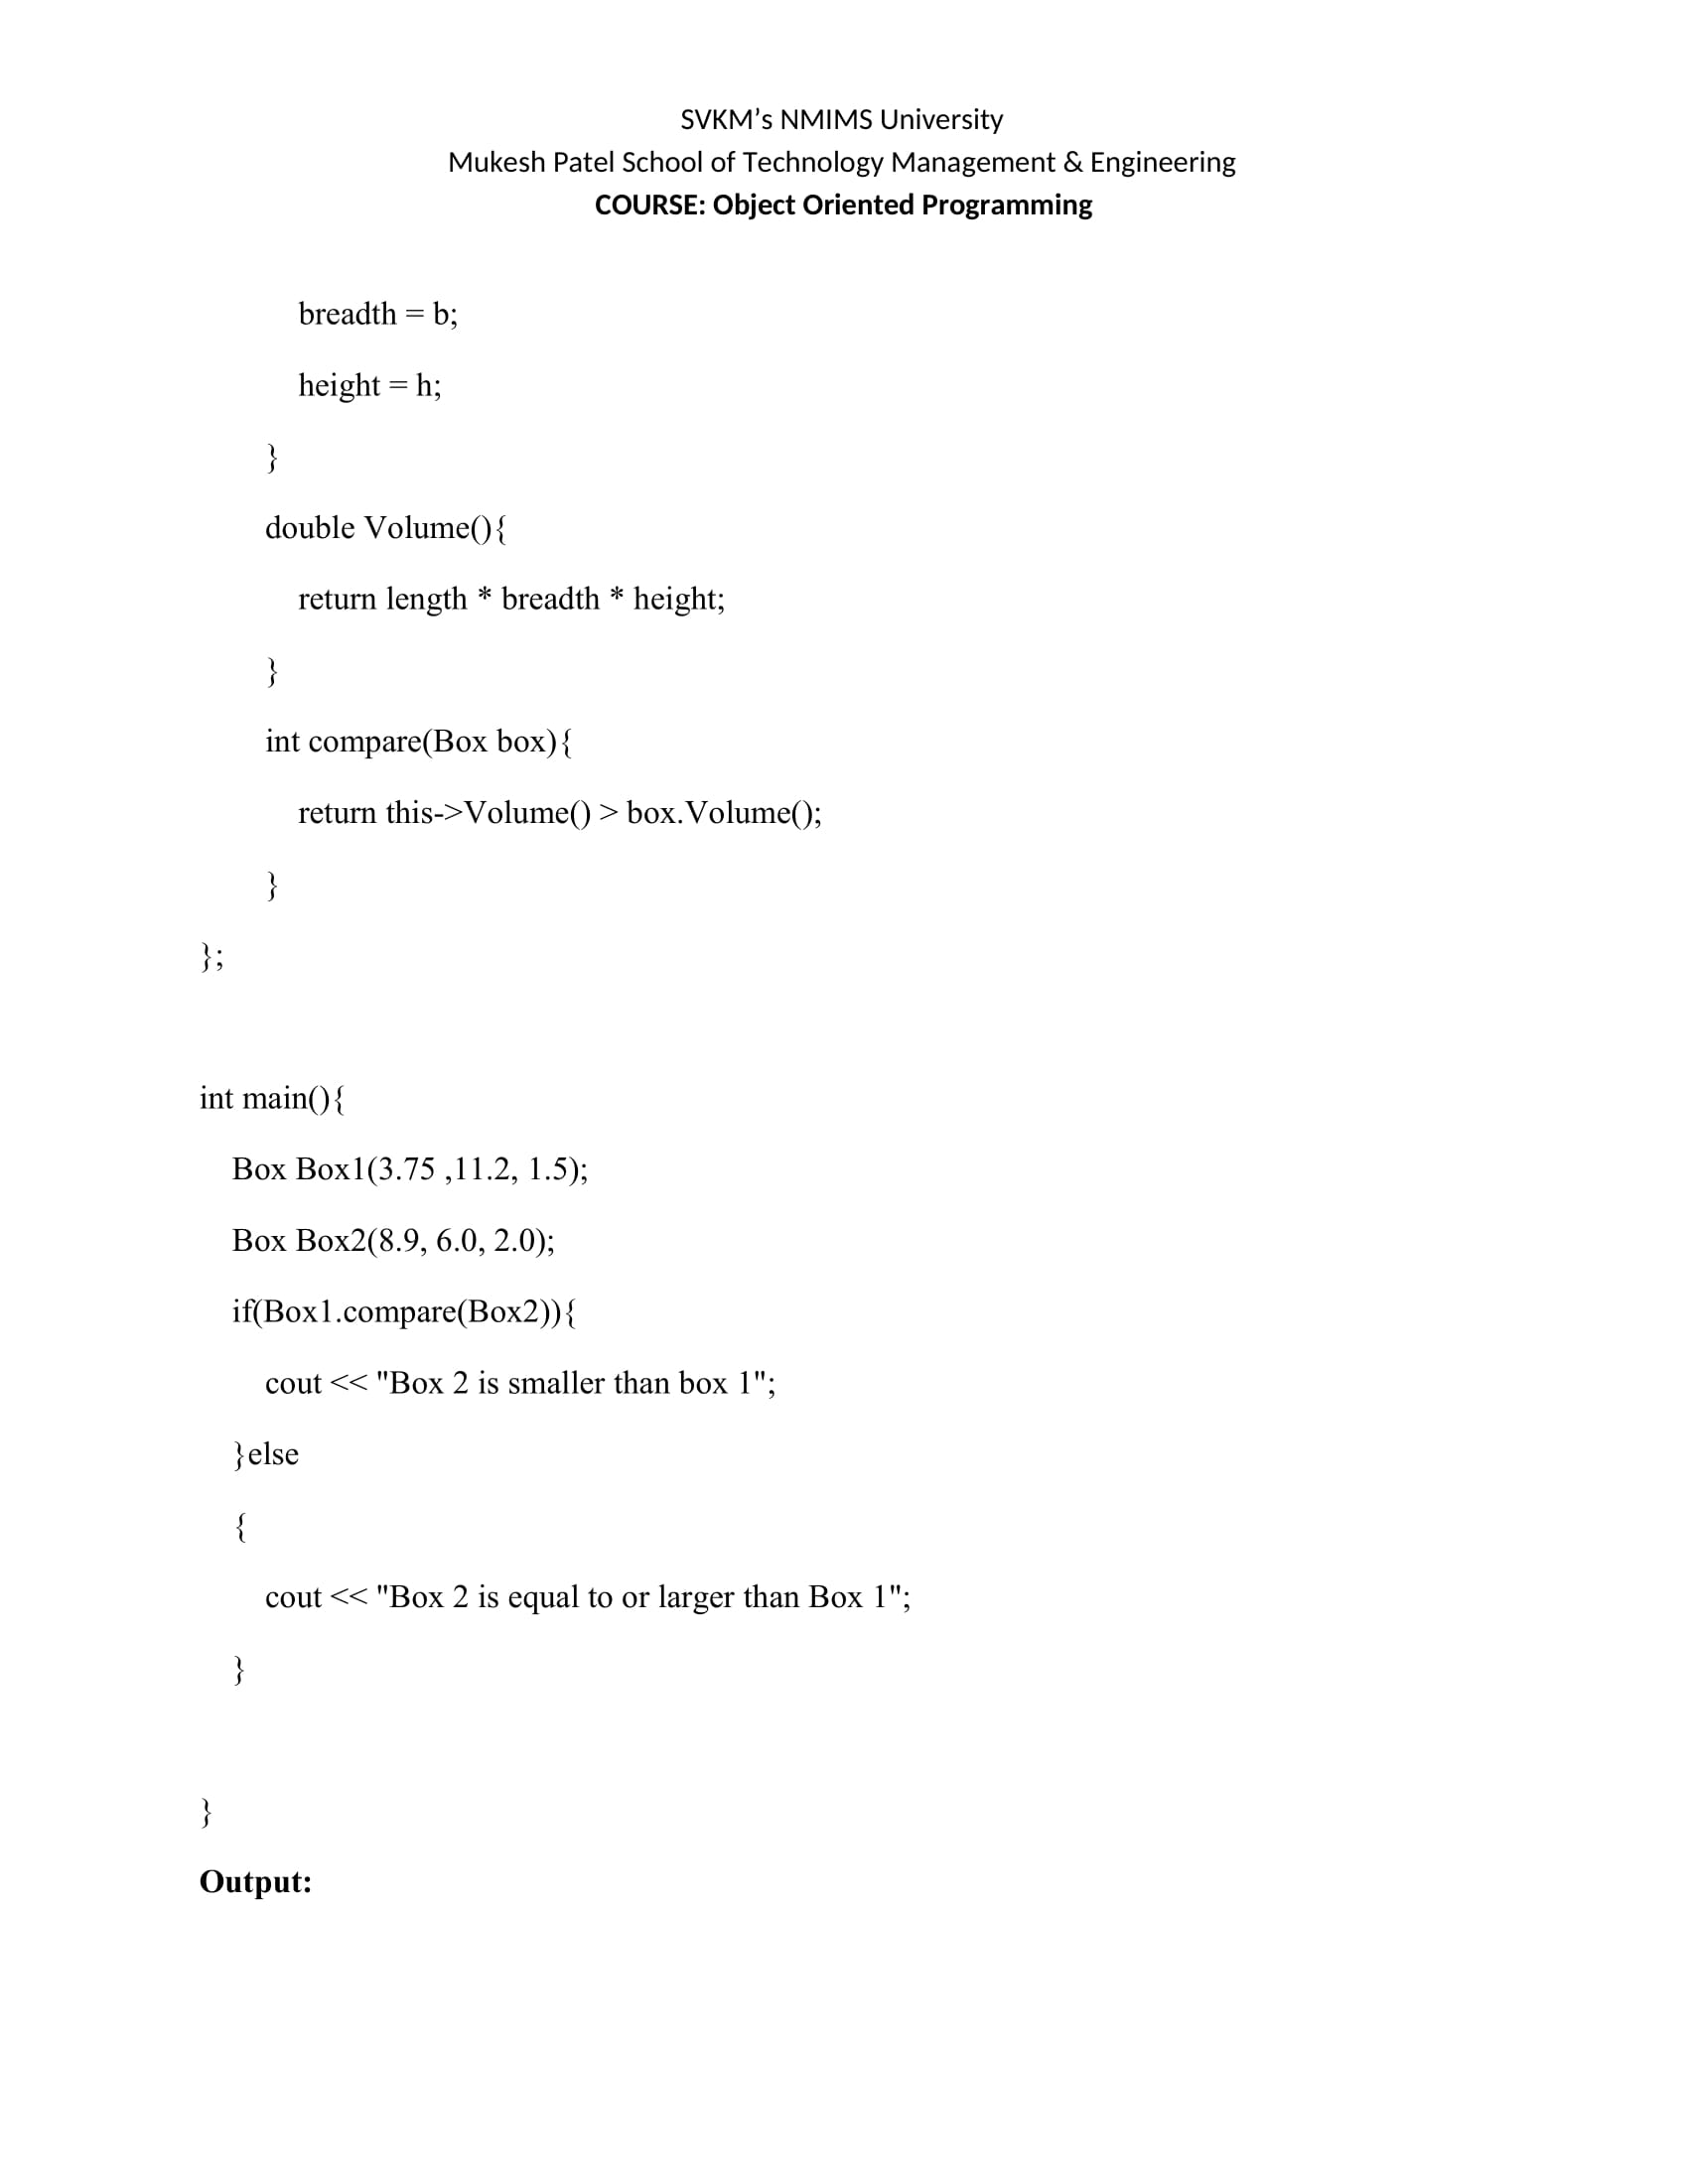 SVKM’s NMIMS University
Mukesh Patel School of Technology Management & Engineering
COURSE: Object Oriented Programming
breadth = b;
height = h;
}
double Volume(){
return length * breadth * height;
}
int compare(Box box){
return this->Volume() > box.Volume();
}
};
int main(){
Box Box1(3.75 ,11.2, 1.5);
Box Box2(8.9, 6.0, 2.0);
if(Box1.compare(Box2)){
cout << "Box 2 is smaller than box 1";
}else
{
cout << "Box 2 is equal to or larger than Box 1";
}
}
Output: